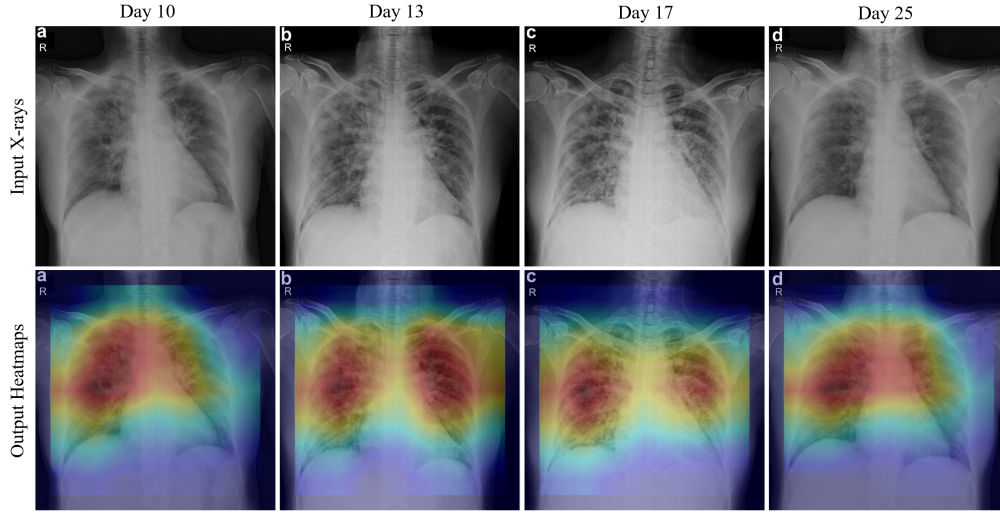 Day 10 Day 13 Day 17 Day 25
Input X-rays
a b c d
R R R R
Output Heatmaps
a b c d
R R R R